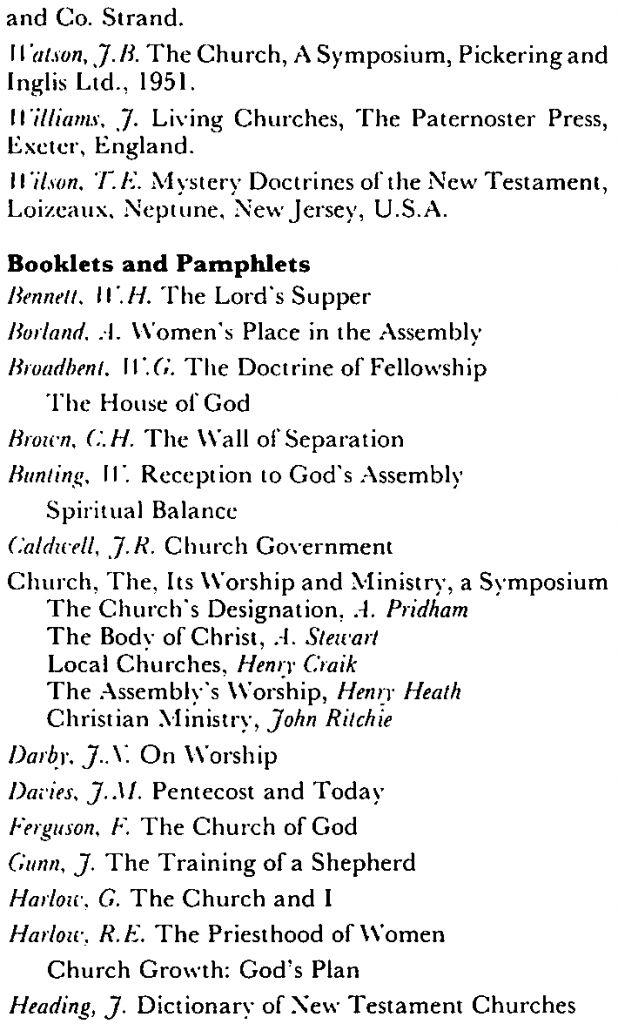 and Co. Strand.
Watson, J.B. The Church, A Symposium, Pickering and
Inglis Ltd., 1951.
Williams, J. Living Churches, The Paternoster Press,
Exeter, England.
Wilson, T.E. Mystery Doctrines of the New Testament,
Loizeaux, Neptune, New Jersey, U.S.A.
Booklets and Pamphlets
Bennett, W.H. The Lord's Supper
Borland, A. Women's Place in the Assembly
Broadbent, W.G. The Doctrine of Fellowship
The House of God
Brown, C.H. The Wall of Separation
Bunting, W. Reception to God's Assembly
Spiritual Balance
Caldwell, J.R. Church Government
Church, The, Its Worship and Ministry, a Symposium
The Church's Designation, A. Pridham
The Body of Christ, A. Stewart
Local Churches, Henry Craik
The Assembly's Worship, Henry Heath
Christian Ministry, John Ritchie
Darby, J.N. On Worship
Davies, J.M. Pentecost and Today
Ferguson, F. The Church of God
Gunn, J. The Training of a Shepherd
Harlow, G. The Church and I
Harlow, R.E. The Priesthood of Women
Church Growth: God's Plan
Heading, J. Dictionary of New Testament Churches